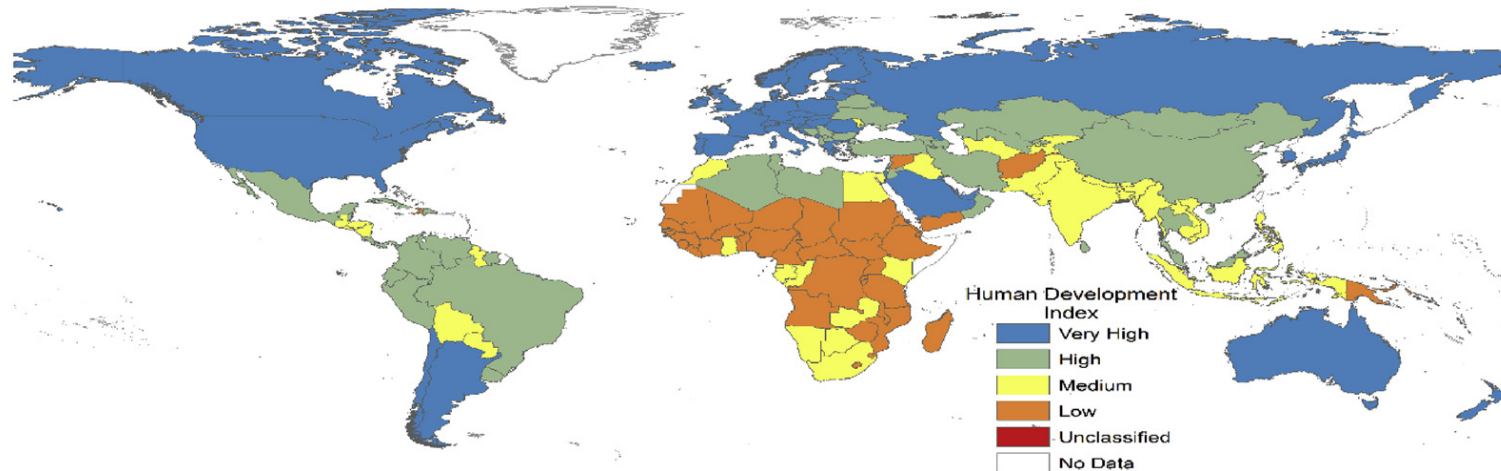 Human Development
Index
Very High
High
Medium
Low
Unclassified
No Data